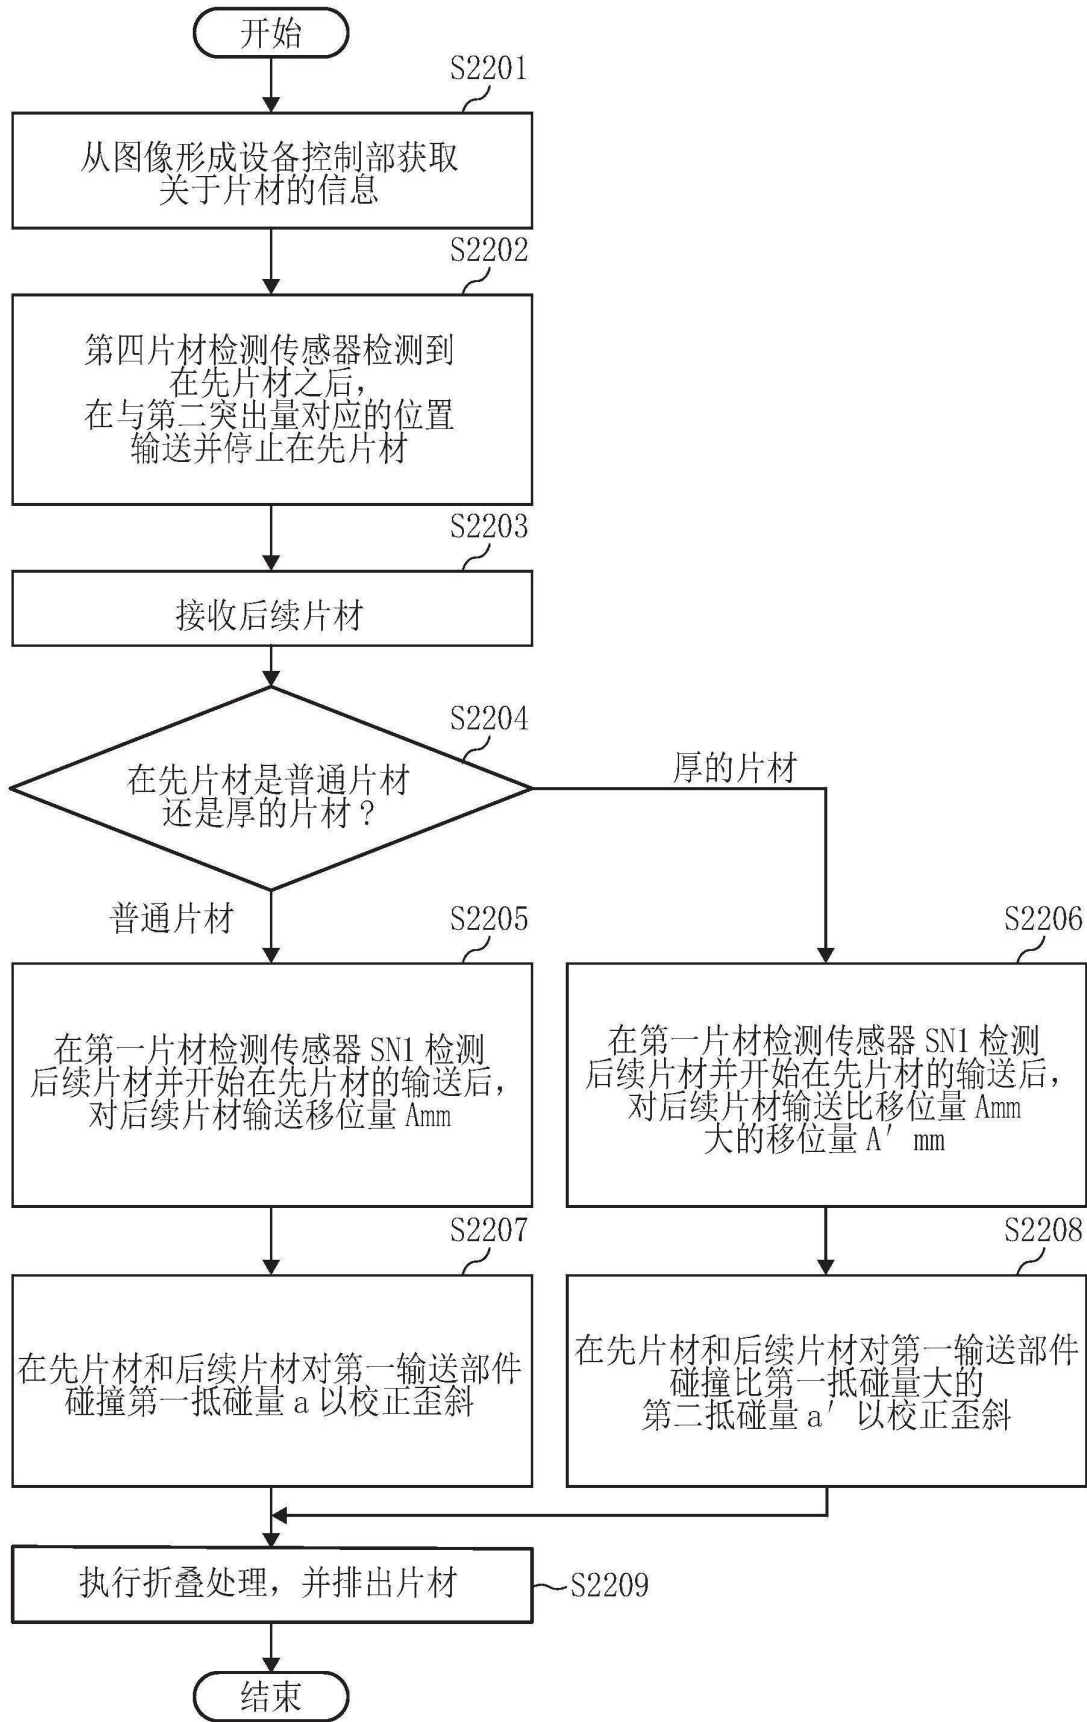 开始
S2201
从图像形成设备控制部获取
关于片材的信息
S2202
第四片材检测传感器检测到
在先片材之后，
在与第二突出量对应的位置
输送并停止在先片材
S2203
接收后续片材
S2204
在先片材是普通片材
还是厚的片材？
厚的片材
普通片材
S2205
在第一片材检测传感器 SN1 检测
后续片材并开始在先片材的输送后，
对后续片材输送移位量 Amm
S2206
在第一片材检测传感器 SN1 检测
后续片材并开始在先片材的输送后，
对后续片材输送比移位量 Amm
大的移位量 A′ mm
S2207
在先片材和后续片材对第一输送部件
碰撞第一抵碰量 a 以校正歪斜
S2208
在先片材和后续片材对第一输送部件
碰撞比第一抵碰量大的
第二抵碰量 a′ 以校正歪斜
执行折叠处理，并排出片材
S2209
结束